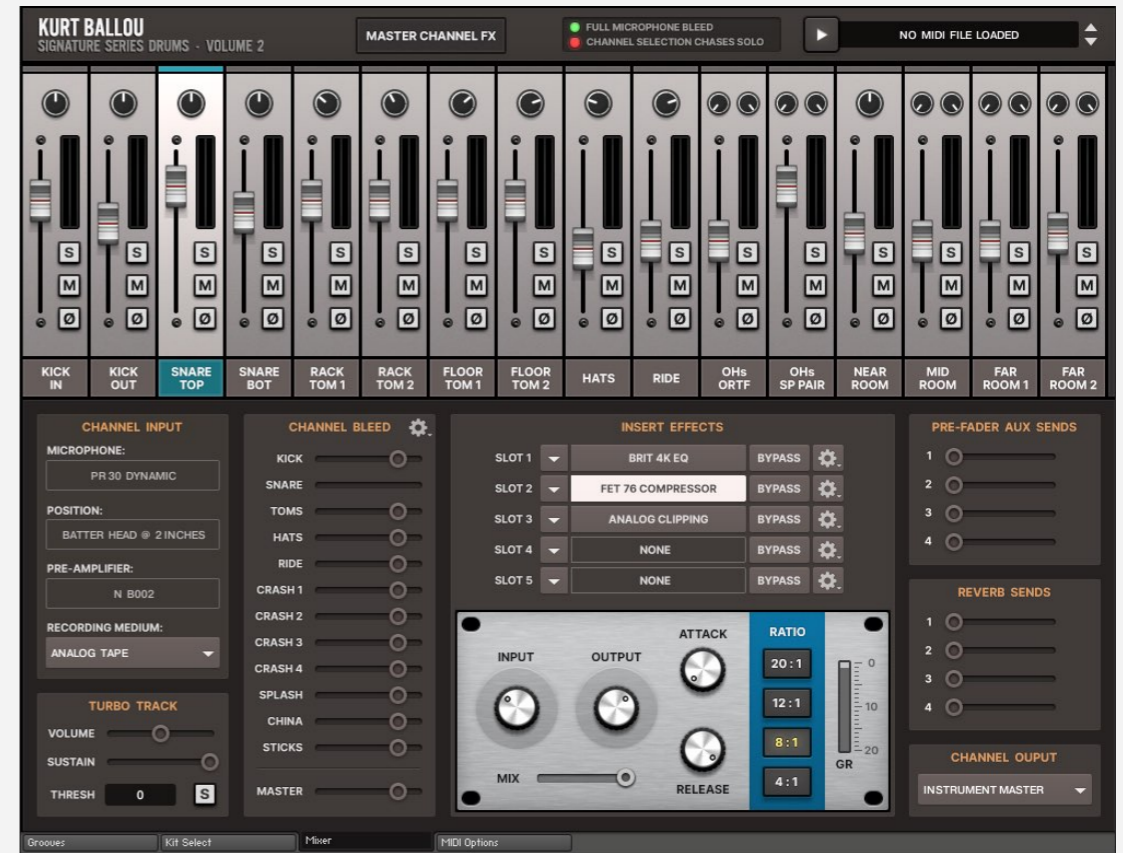 KURT BALLOU
SIGNATURE SERIES DRUMS - VOLUME 2
MASTER CHANNEL FX
FULL MICROPHONE BLEED
CHANNEL SELECTION CHASES SOLO
NO MIDI FILE LOADED
S S S S S S S S S S S S S S S S
M M M M M M M M M M M M M M M M
Ø Ø Ø Ø Ø Ø Ø Ø Ø Ø Ø Ø Ø Ø Ø Ø
KICK IN
KICK OUT
SNARE TOP
SNARE BOT
RACK TOM 1
RACK TOM 2
FLOOR TOM 1
FLOOR TOM 2
HATS
RIDE
OHs ORTF
OHs SP PAIR
NEAR ROOM
MID ROOM
FAR ROOM 1
FAR ROOM 2
CHANNEL INPUT
MICROPHONE:
PR30 DYNAMIC
POSITION:
BATTER HEAD @ 2 INCHES
PRE-AMPLIFIER:
N B002
RECORDING MEDIUM:
ANALOG TAPE
TURBO TRACK
VOLUME
SUSTAIN
THRESH 0 S
CHANNEL BLEED
KICK
SNARE
TOMS
HATS
RIDE
CRASH 1
CRASH 2
CRASH 3
CRASH 4
SPLASH
CHINA
STICKS
MASTER
INSERT EFFECTS
SLOT 1 BRIT 4K EQ BYPASS
SLOT 2 FET 76 COMPRESSOR BYPASS
SLOT 3 ANALOG CLIPPING BYPASS
SLOT 4 NONE BYPASS
SLOT 5 NONE BYPASS
INPUT
OUTPUT
ATTACK
RELEASE
MIX
RATIO
20:1
12:1
8:1
4:1
0
10
20
GR
PRE-FADER AUX SENDS
1
2
3
4
REVERB SENDS
1
2
3
4
CHANNEL OUPUT
INSTRUMENT MASTER
Grooves
Kit Select
Mixer
MIDI Options